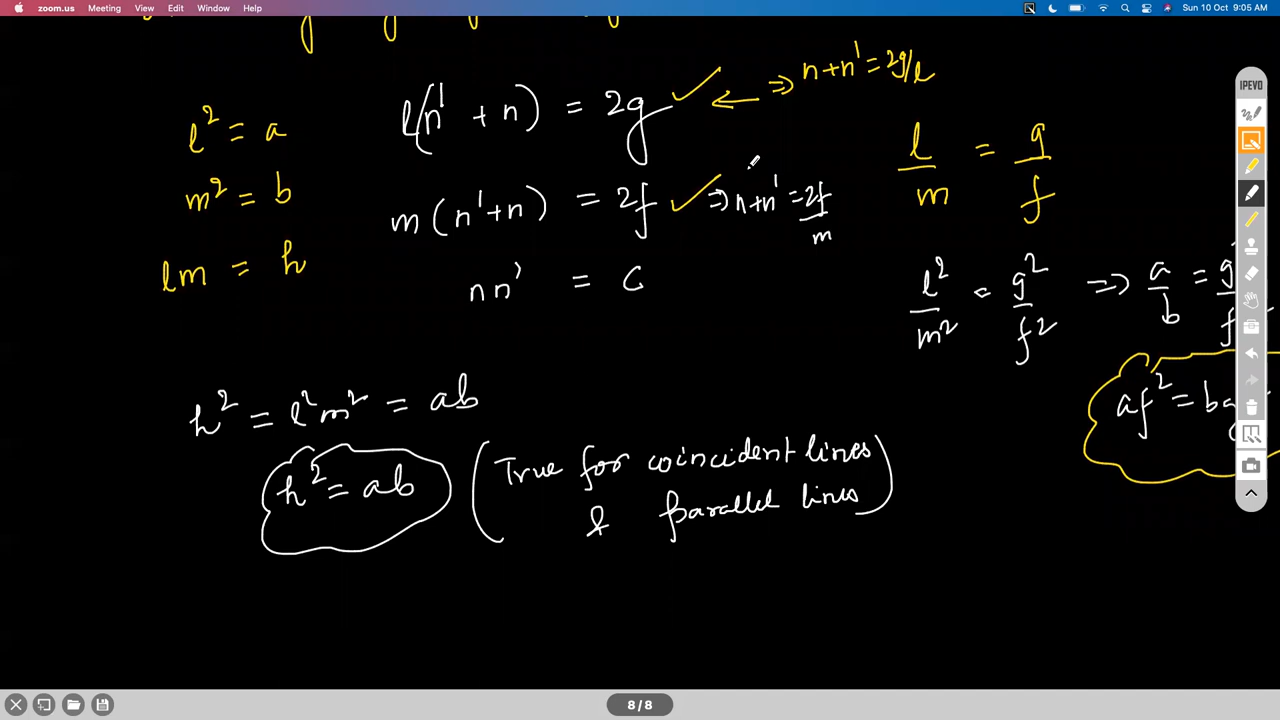 zoom.us Meeting View Edit Window Help Sun 10 Oct 9:05 AM
IPEVO
l(n' + n) = 2g ⇒ n+n' = 2g/l
l² = a
m² = b
lm = h
m(n'+n) = 2f ⇒ n+n' = 2f/m
nn' = c
l/m = g/f
l²/m² = g²/f² ⇒ a/b = g
f
af² = bg
h² = l²m² = ab
h² = ab (True for coincident lines
& parallel lines)
8/8